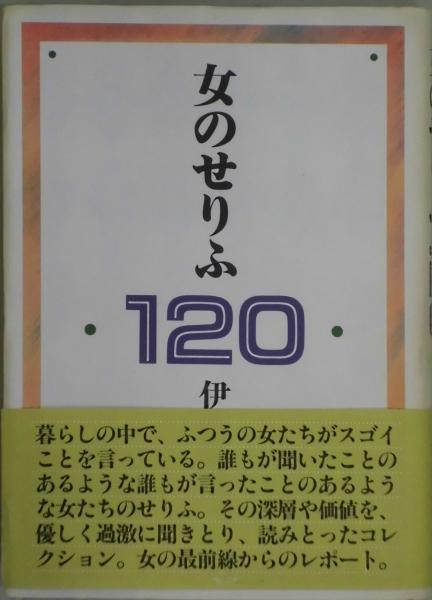 女のせりふ
120
伊
暮らしの中で、ふつうの女たちがスゴイ
ことを言っている。誰もが聞いたことの
あるような誰もが言ったことのあるよう
な女たちのせりふ。その深層や価値を、
優しく過激に聞きとり、読みとったコレ
クション。女の最前線からのレポート。